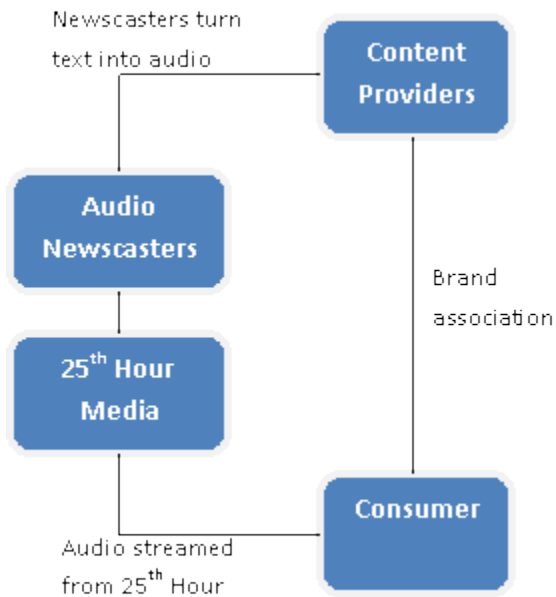 Newscasters turn
text into audio
Content
Providers
Audio
Newscasters
Brand
association
25th Hour
Media
Consumer
Audio streamed
from 25th Hour